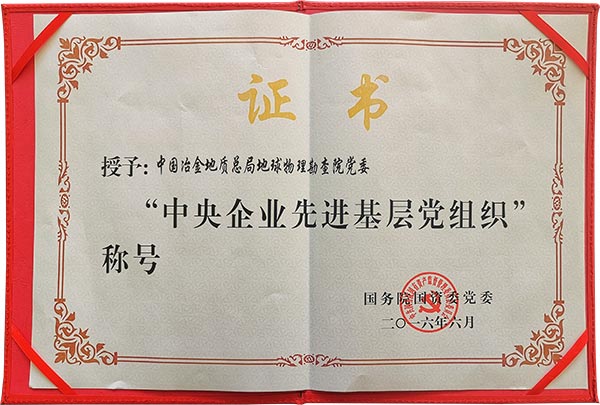 证书
授予：中国冶金地质总局地球物理勘查院党委
“中央企业先进基层党组织”
称号
国务院国资委党委
二〇一六年六月